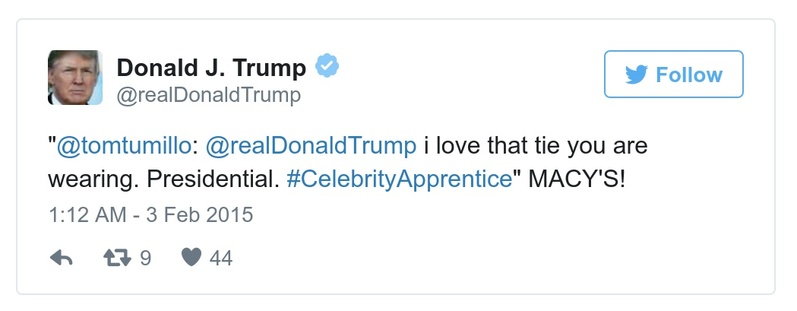 Donald J. Trump
@realDonaldTrump
Follow
"@tomtumillo: @realDonaldTrump i love that tie you are
wearing. Presidential. #CelebrityApprentice" MACY'S!
1:12 AM - 3 Feb 2015
9 44